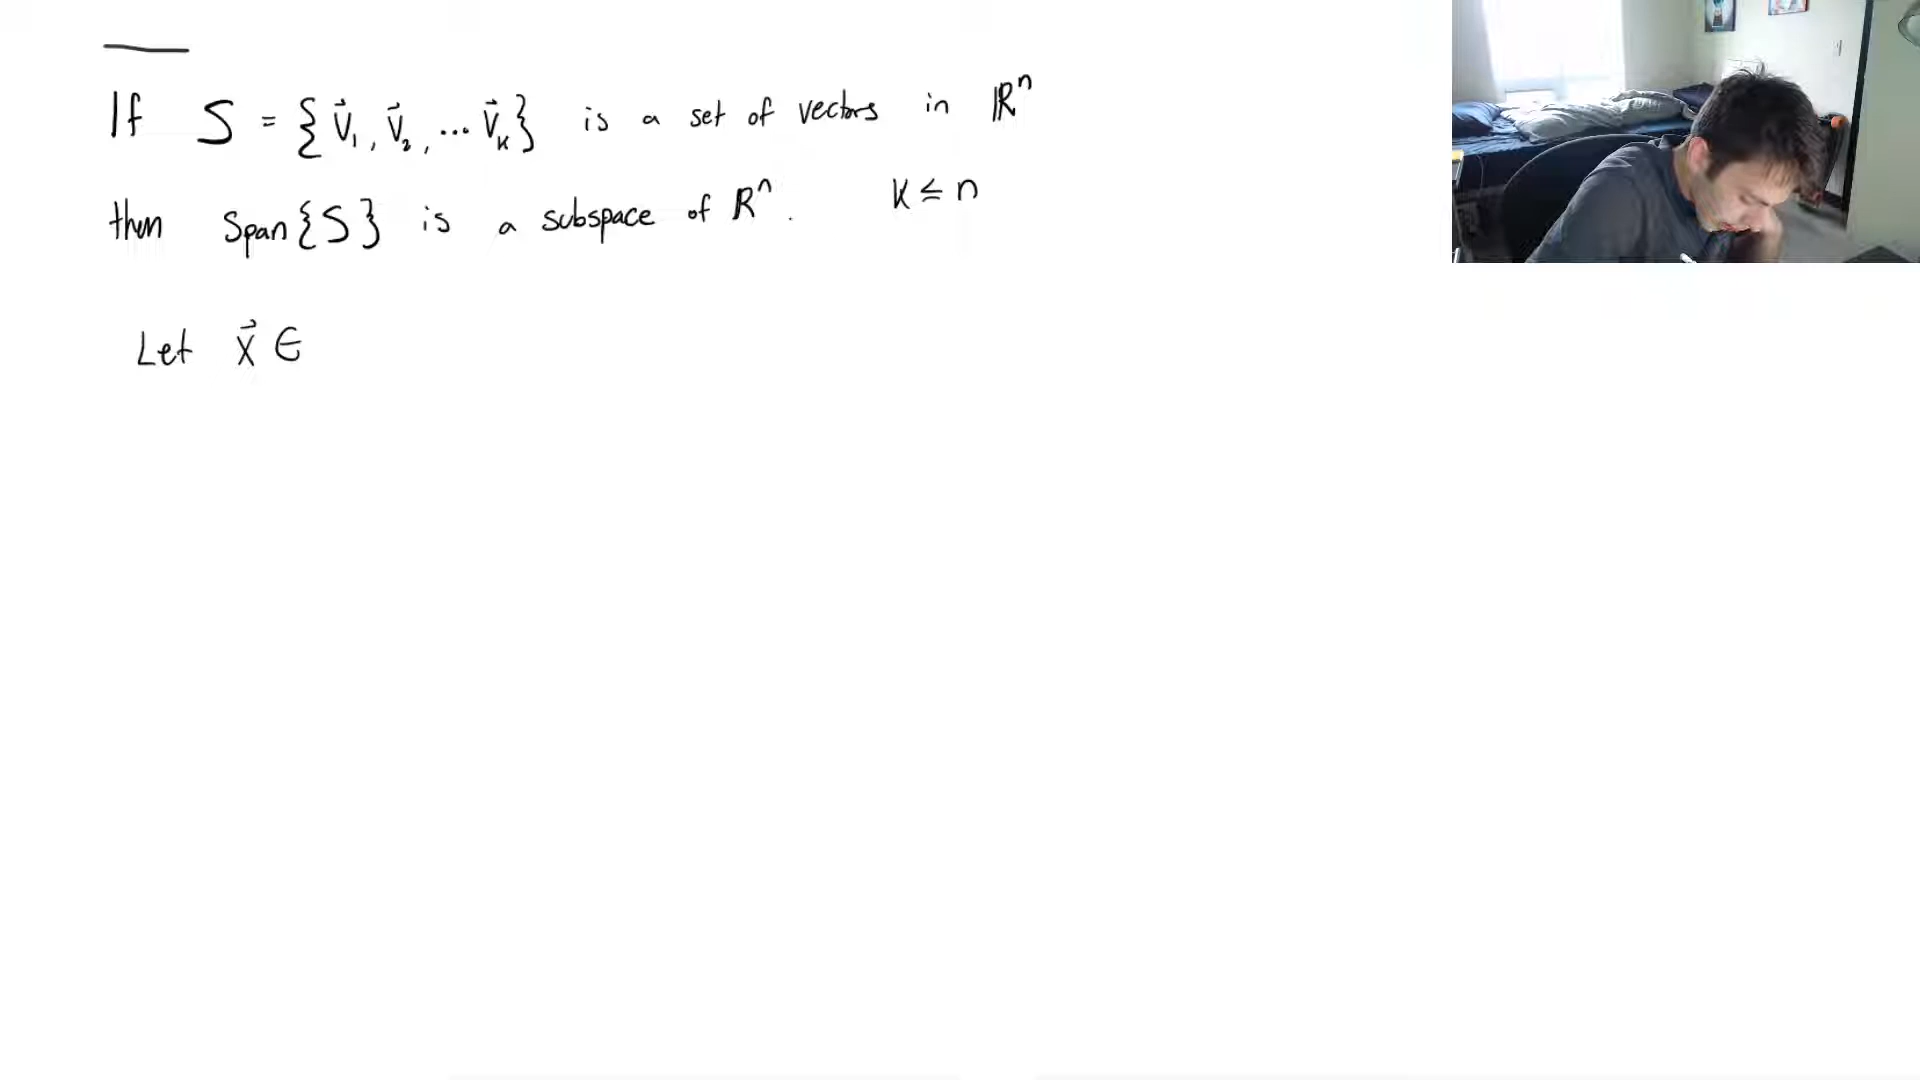 If S = {v⃗₁, v⃗₂, ... v⃗ₖ} is a set of vectors in ℝⁿ
then Span{S} is a subspace of ℝⁿ. k ≤ n
Let x⃗ ∈